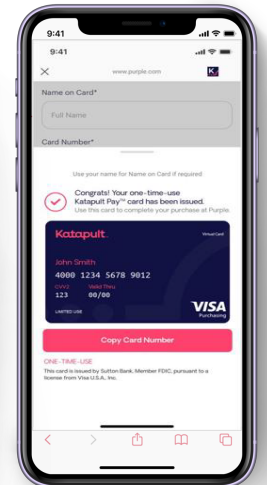 9:41
9:41
www.purple.com
K
Name on Card*
Full Name
Card Number*
Use your name for Name on Card if required
Congrats! Your one-time-use
Katapult Pay™ card has been issued.
Use this card to complete your purchase at Purple.
Katapult.
Virtual Card
John Smith
4000 1234 5678 9012
CVV2 Valid Thru
123 00/00
LIMITED USE
VISA
Purchasing
Copy Card Number
ONE-TIME-USE
This card is issued by Sutton Bank, Member FDIC, pursuant to a
license from Visa U.S.A., Inc.